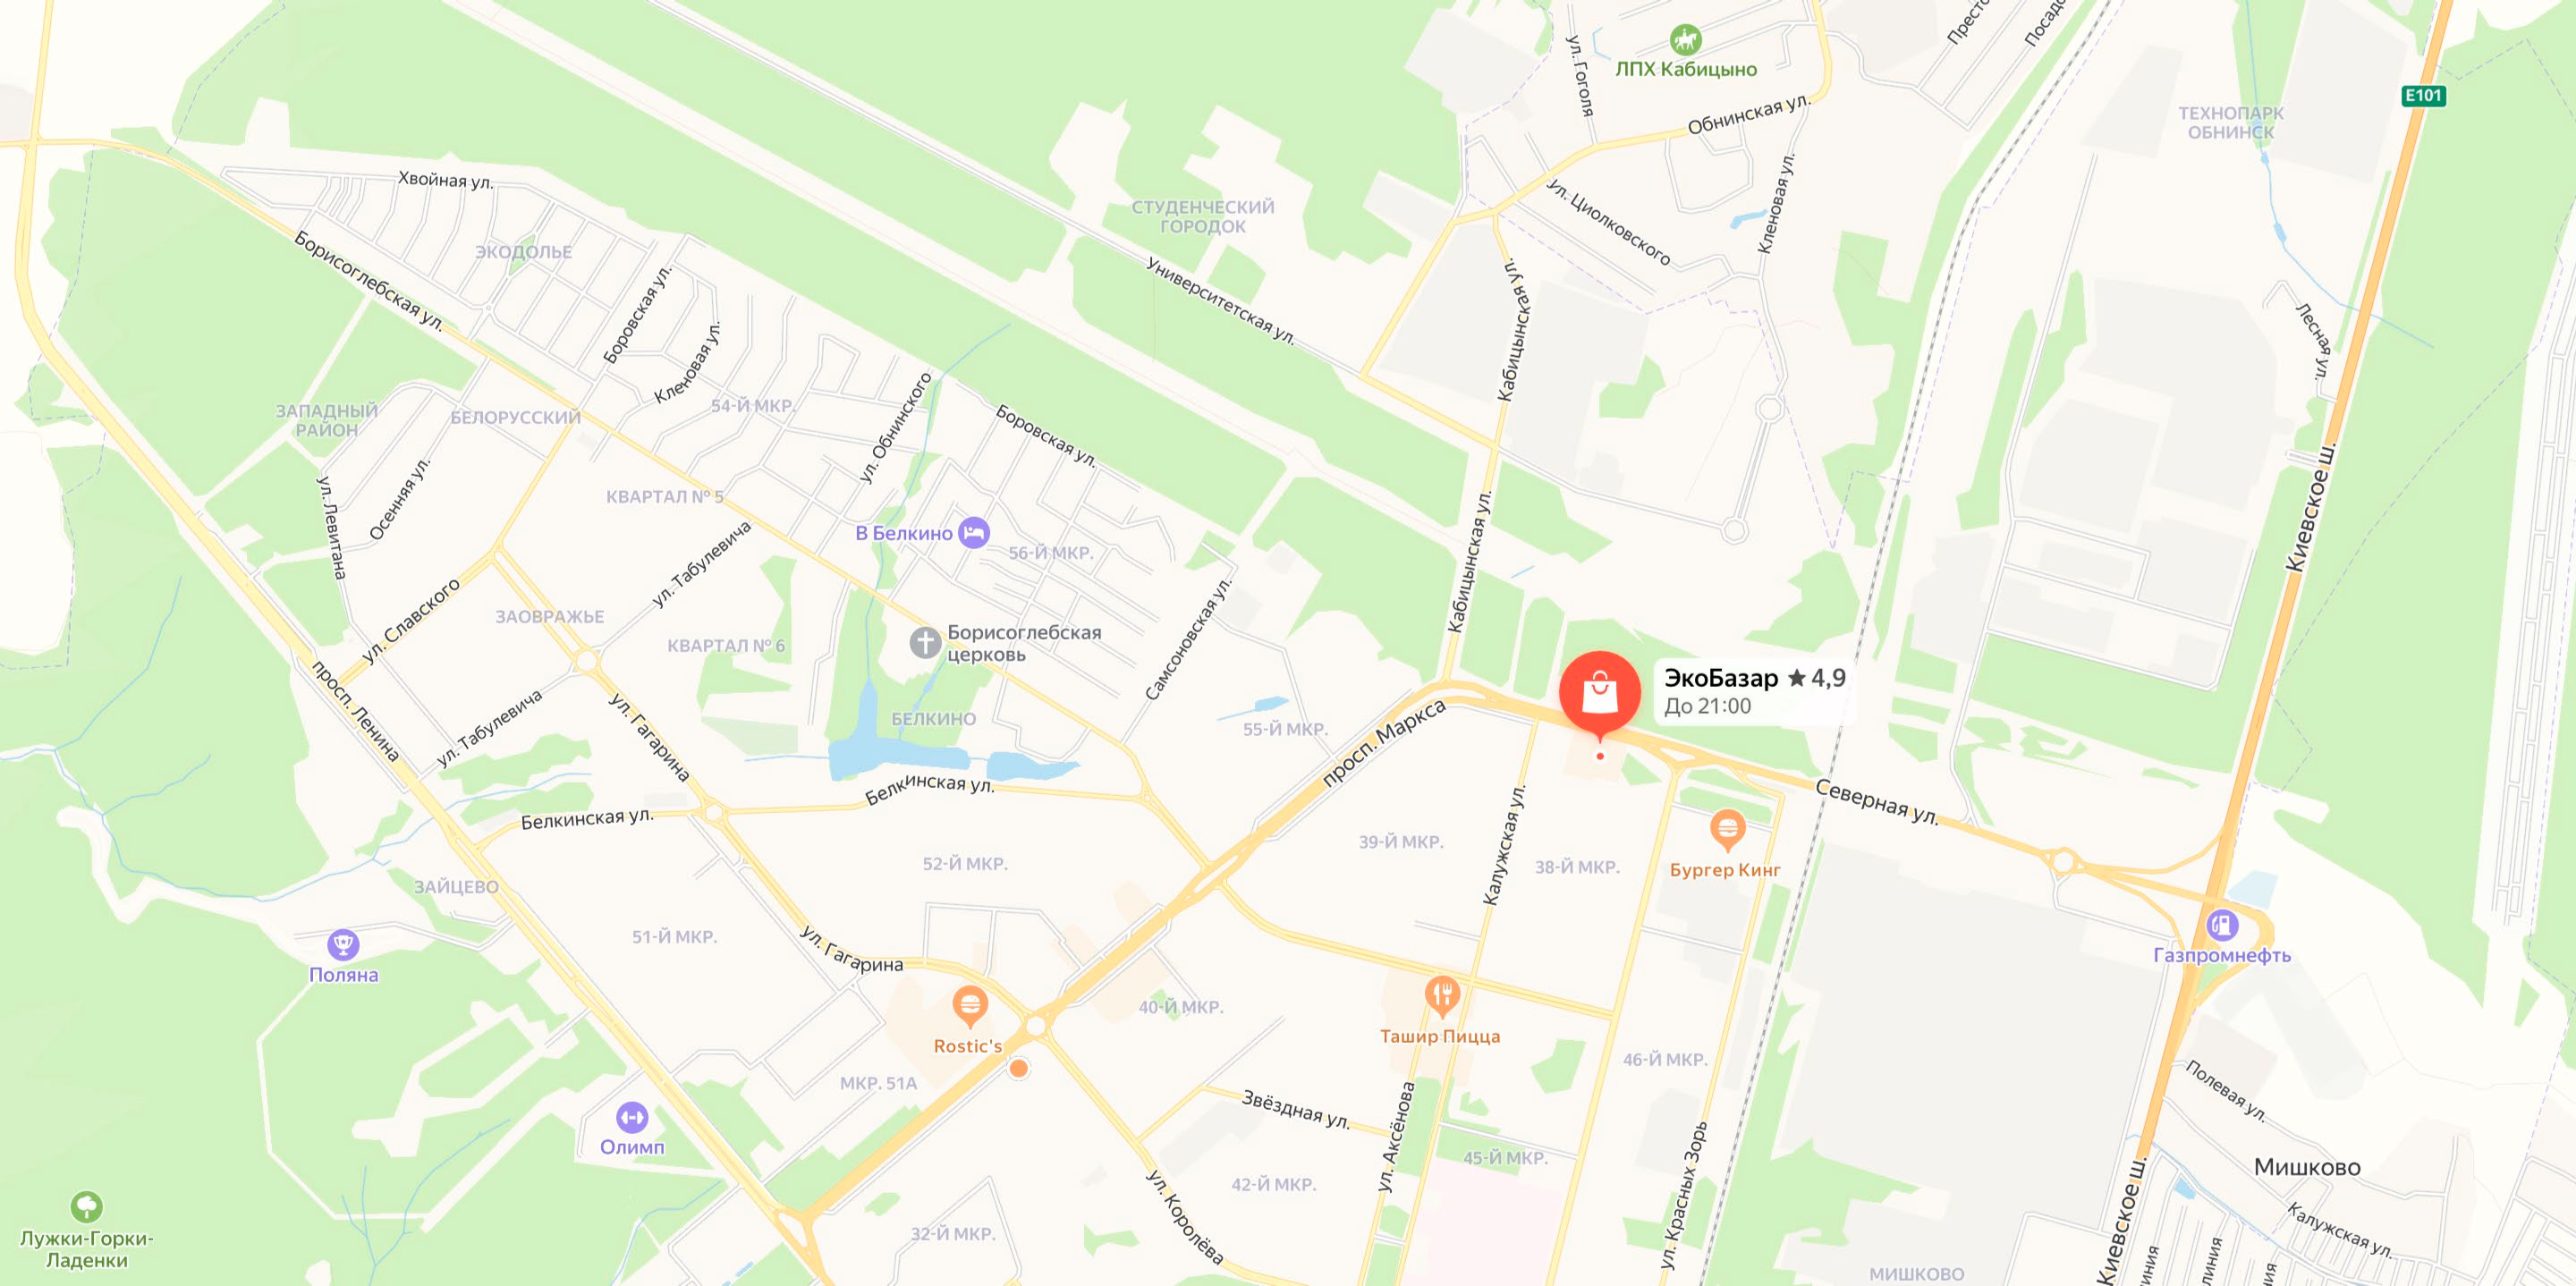 ЛПХ Кабицыно
ул. Гоголя
Обнинская ул.
E101
ТЕХНОПАРК
ОБНИНСК
Хвойная ул.
СТУДЕНЧЕСКИЙ
ГОРОДОК
ЭКОДОЛЬЕ
Борисоглебская ул.
Боровская ул.
Кленовая ул.
Университетская ул.
ул. Циолковского
Кленовая ул.
Кабицынская ул.
Кабицынская ул.
Лесная ул.
ЗАПАДНЫЙ
РАЙОН
БЕЛОРУССКИЙ
54-Й МКР.
ул. Обнинского
Боровская ул.
Киевское ш.
ул. Левитана
Осенняя ул.
КВАРТАЛ № 5
В Белкино
56-Й МКР.
ул. Табулевича
ул. Славского
ЗАОВРАЖЬЕ
КВАРТАЛ № 6
Борисоглебская
церковь
Самсоновская ул.
просп. Ленина
ул. Табулевича
ул. Гагарина
БЕЛКИНО
55-Й МКР.
просп. Маркса
ЭкоБазар ★ 4,9
До 21:00
Северная ул.
Белкинская ул.
Белкинская ул.
52-Й МКР.
39-Й МКР.
Калужская ул.
38-Й МКР.
Бургер Кинг
ЗАЙЦЕВО
51-Й МКР.
ул. Гагарина
Поляна
Газпромнефть
40-Й МКР.
Rostic's
Ташир Пицца
МКР. 51А
46-Й МКР.
Звёздная ул.
ул. Аксёнова
45-Й МКР.
ул. Красных Зорь
Полевая ул.
Мишково
Олимп
42-Й МКР.
ул. Королёва
32-Й МКР.
Лужки-Горки-
Ладенки
Калужская ул.
Киевское ш.
МИШКОВО